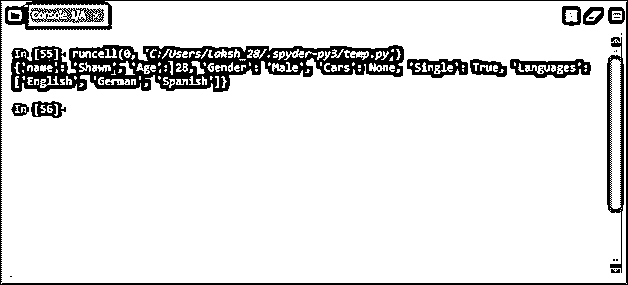 Console 1/A
In [55]: runcell(0, 'C:/Users/Laksh_28/.spyder-py3/temp.py')
{'name': 'Shawn', 'Age': 28, 'Gender': 'Male', 'Cars': None, 'Single': True, 'Languages':
['English', 'German', 'Spanish']}
In [56]: